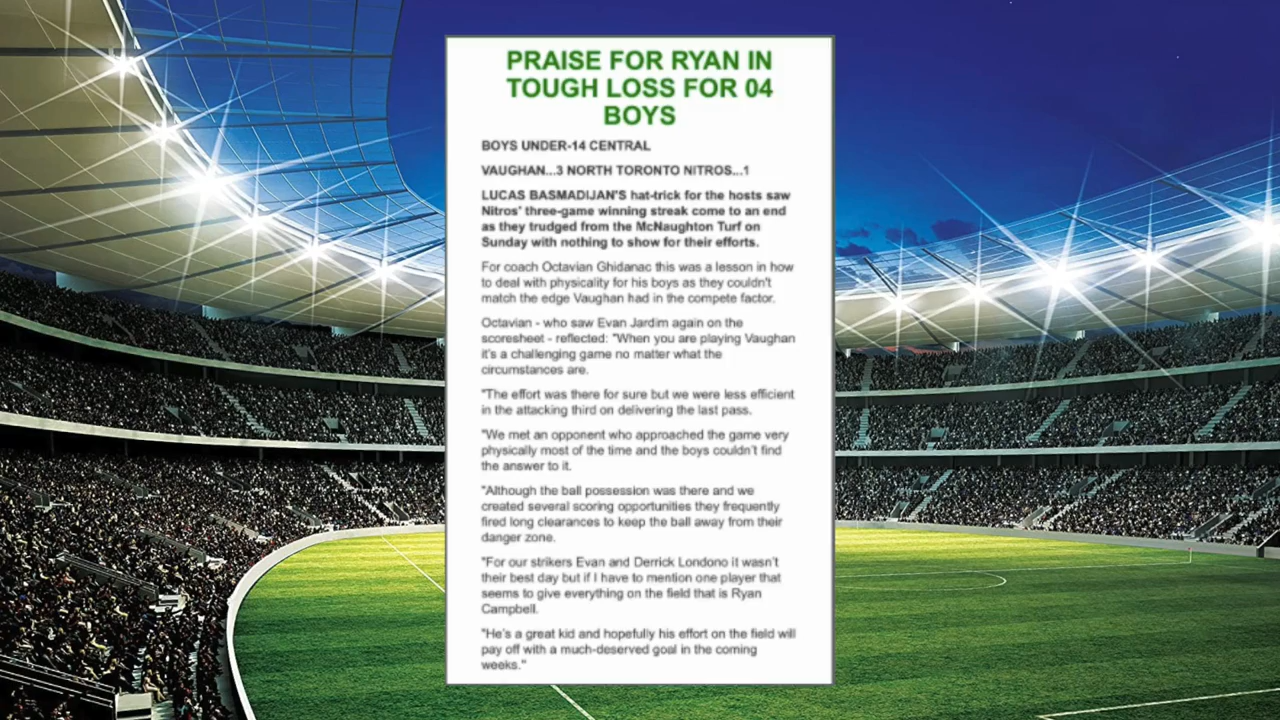 PRAISE FOR RYAN IN
TOUGH LOSS FOR 04
BOYS
BOYS UNDER-14 CENTRAL
VAUGHAN...3 NORTH TORONTO NITROS...1
LUCAS BASMADIJAN'S hat-trick for the hosts saw
Nitros' three-game winning streak come to an end
as they trudged from the McNaughton Turf on
Sunday with nothing to show for their efforts.
For coach Octavian Ghidanac this was a lesson in how
to deal with physicality for his boys as they couldn't
match the edge Vaughan had in the compete factor.
Octavian - who saw Evan Jardim again on the
scoresheet - reflected: "When you are playing Vaughan
it's a challenging game no matter what the
circumstances are.
"The effort was there for sure but we were less efficient
in the attacking third on delivering the last pass.
"We met an opponent who approached the game very
physically most of the time and the boys couldn't find
the answer to it.
"Although the ball possession was there and we
created several scoring opportunities they frequently
fired long clearances to keep the ball away from their
danger zone.
"For our strikers Evan and Derrick Londono it wasn't
their best day but if I have to mention one player that
seems to give everything on the field that is Ryan
Campbell.
"He's a great kid and hopefully his effort on the field will
pay off with a much-deserved goal in the coming
weeks."